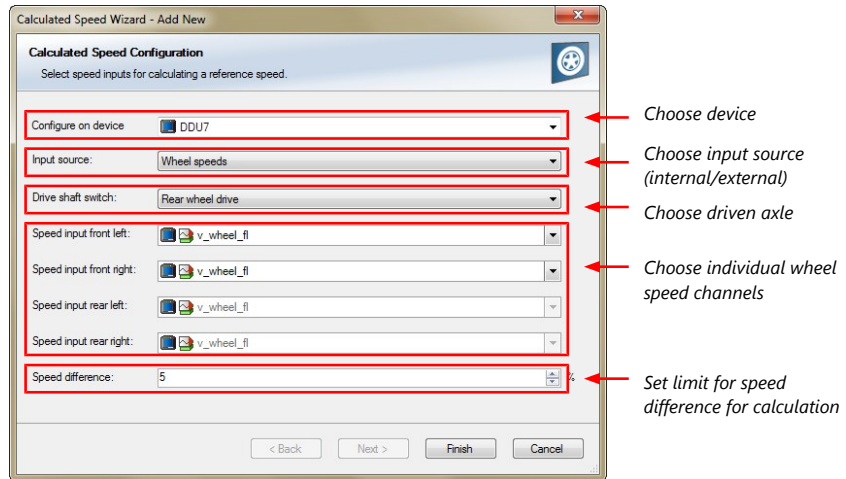 Calculated Speed Wizard - Add New
Calculated Speed Configuration
Select speed inputs for calculating a reference speed.
Configure on device DDU7
Choose device
Input source: Wheel speeds
Choose input source
(internal/external)
Drive shaft switch: Rear wheel drive
Choose driven axle
Speed input front left: v_wheel_fl
Speed input front right: v_wheel_fl
Choose individual wheel
speed channels
Speed input rear left: v_wheel_fl
Speed input rear right: v_wheel_fl
Speed difference: 5 %
Set limit for speed
difference for calculation
< Back Next > Finish Cancel